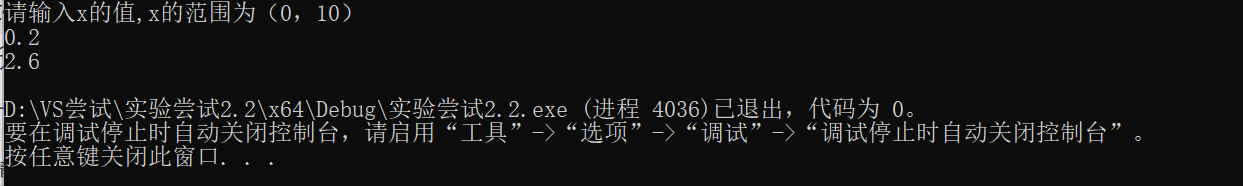 请输入x的值,x的范围为（0，10）
0.2
2.6
D:\VS尝试\实验尝试2.2\x64\Debug\实验尝试2.2.exe (进程 4036)已退出，代码为 0。
要在调试停止时自动关闭控制台，请启用“工具”->“选项”->“调试”->“调试停止时自动关闭控制台”。
按任意键关闭此窗口. . .